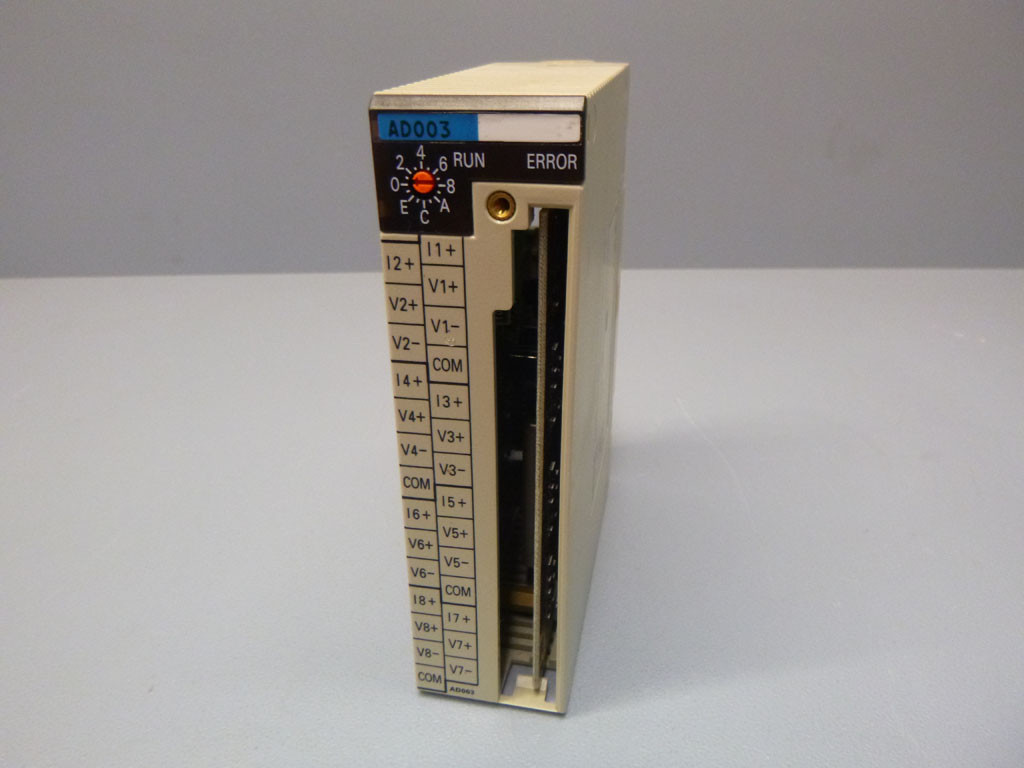 AD003
RUN ERROR
0 2 4 6 8 A C E
I2+
V2+
V2-
I4+
V4+
V4-
COM
I6+
V6+
V6-
I8+
V8+
V8-
COM
I1+
V1+
V1-
COM
I3+
V3+
V3-
I5+
V5+
V5-
COM
I7+
V7+
V7-
AD003